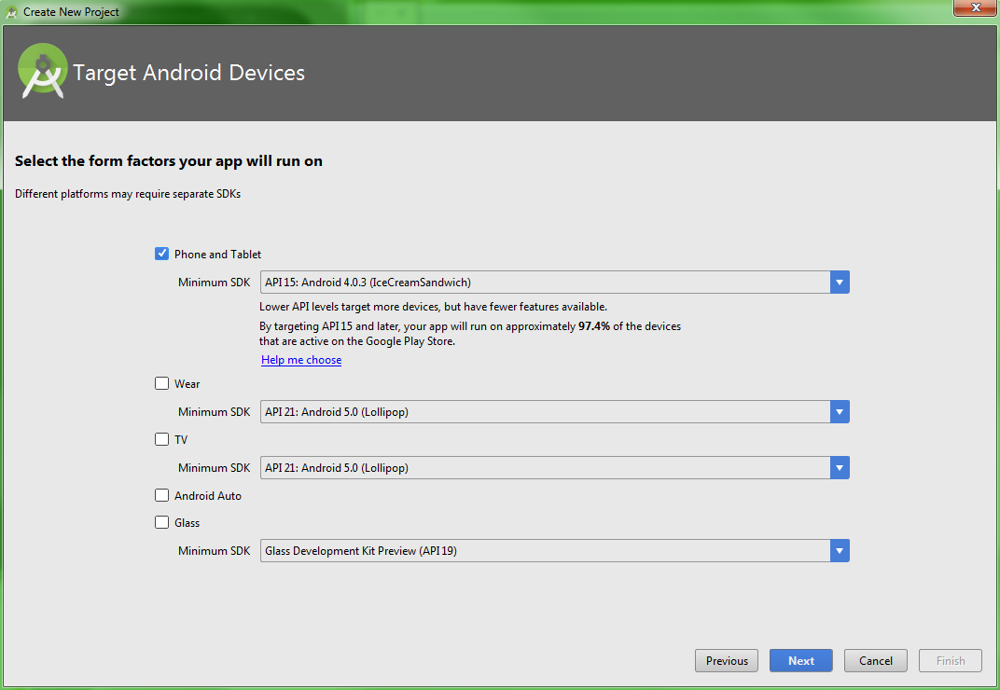 Create New Project
Target Android Devices
Select the form factors your app will run on
Different platforms may require separate SDKs
Phone and Tablet
Minimum SDK API 15: Android 4.0.3 (IceCreamSandwich)
Lower API levels target more devices, but have fewer features available.
By targeting API 15 and later, your app will run on approximately 97.4% of the devices
that are active on the Google Play Store.
Help me choose
Wear
Minimum SDK API 21: Android 5.0 (Lollipop)
TV
Minimum SDK API 21: Android 5.0 (Lollipop)
Android Auto
Glass
Minimum SDK Glass Development Kit Preview (API 19)
Previous Next Cancel Finish